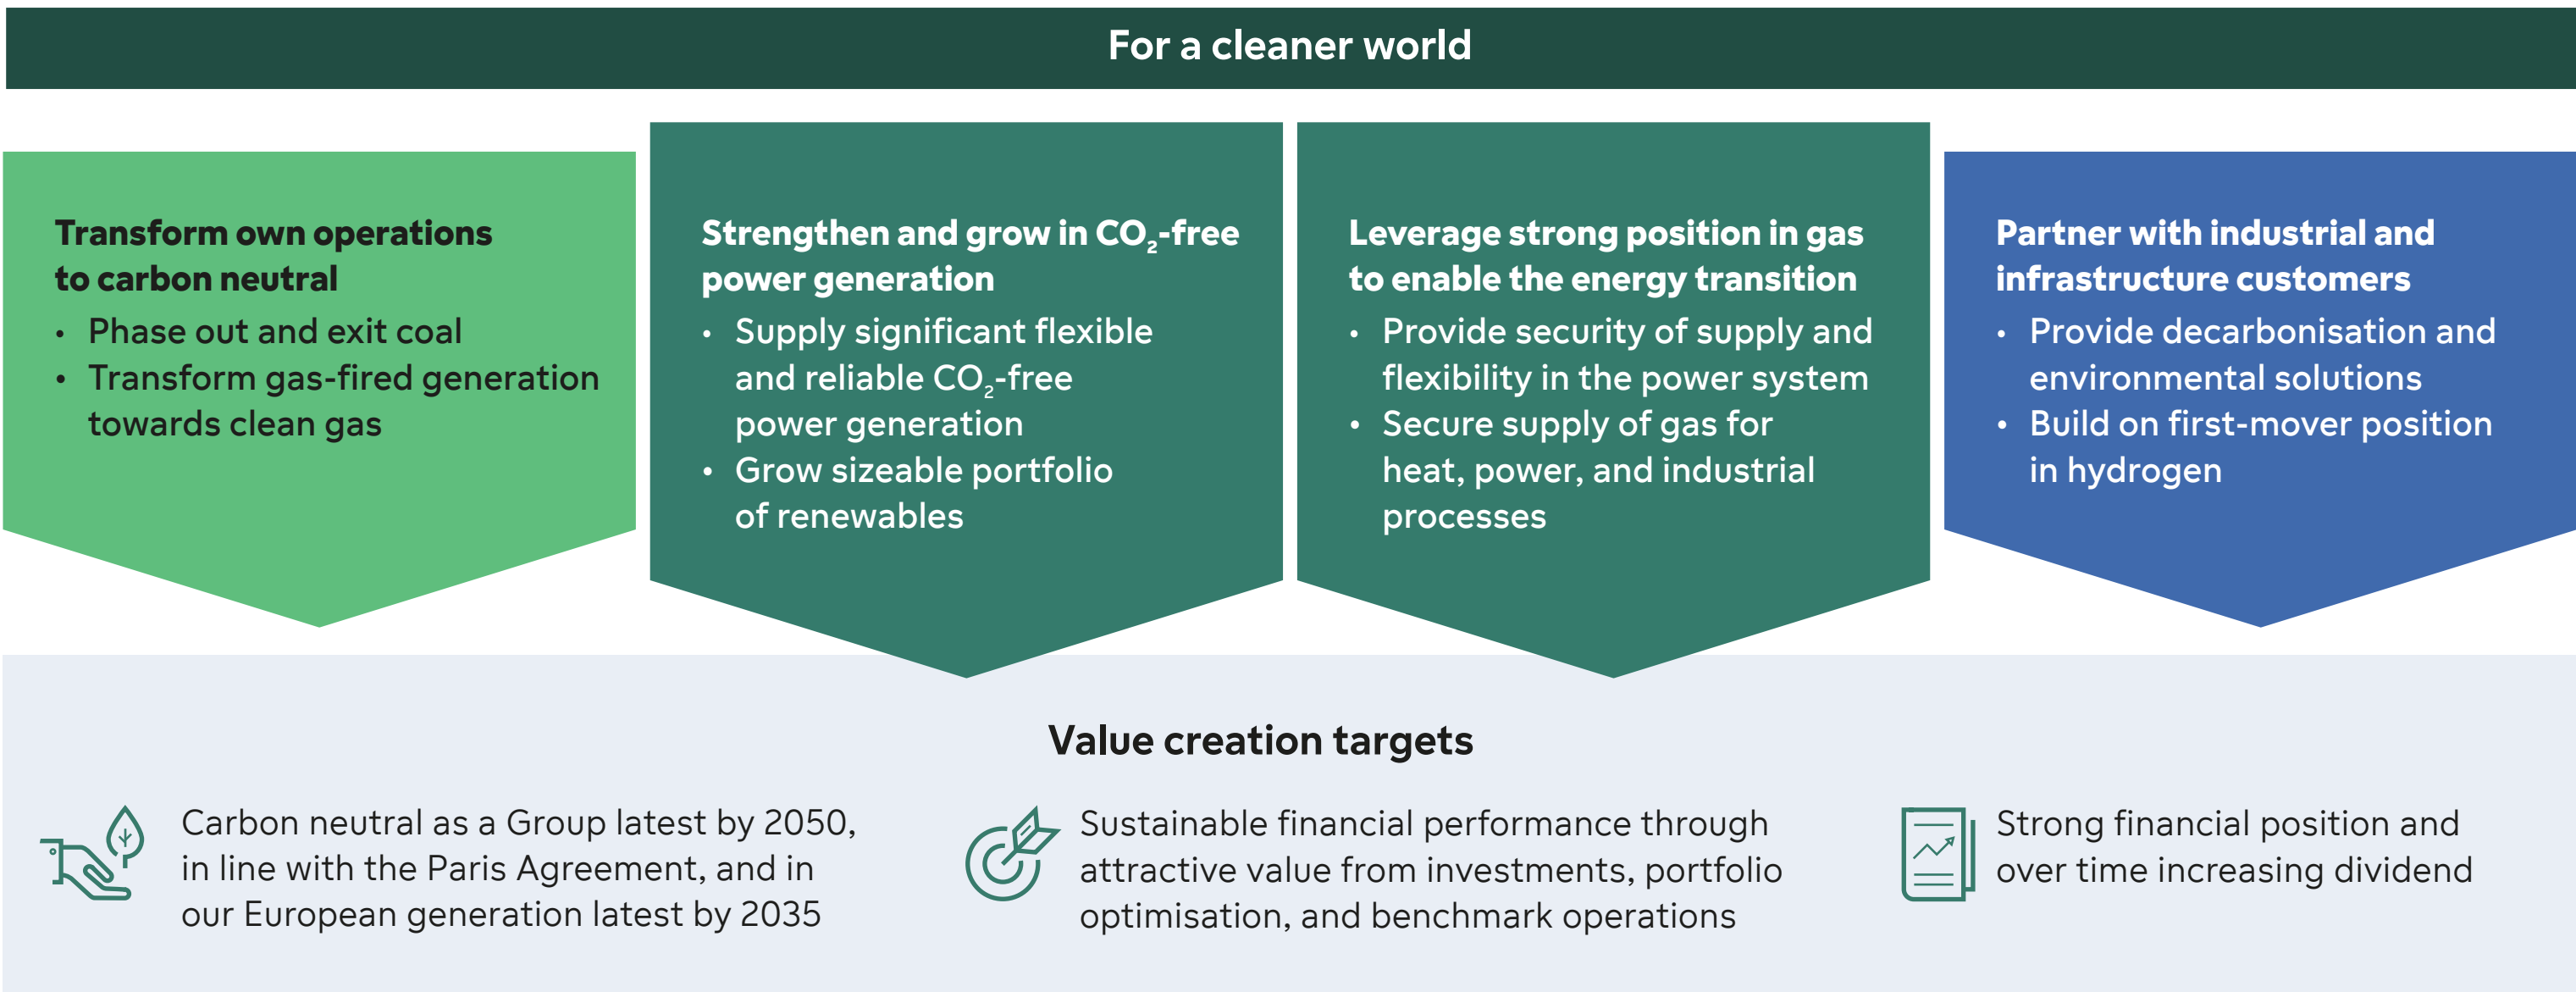 For a cleaner world
Transform own operations
to carbon neutral
• Phase out and exit coal
• Transform gas-fired generation
towards clean gas
Strengthen and grow in CO₂-free
power generation
• Supply significant flexible
and reliable CO₂-free
power generation
• Grow sizeable portfolio
of renewables
Leverage strong position in gas
to enable the energy transition
• Provide security of supply and
flexibility in the power system
• Secure supply of gas for
heat, power, and industrial
processes
Partner with industrial and
infrastructure customers
• Provide decarbonisation and
environmental solutions
• Build on first-mover position
in hydrogen
Value creation targets
Carbon neutral as a Group latest by 2050,
in line with the Paris Agreement, and in
our European generation latest by 2035
Sustainable financial performance through
attractive value from investments, portfolio
optimisation, and benchmark operations
Strong financial position and
over time increasing dividend